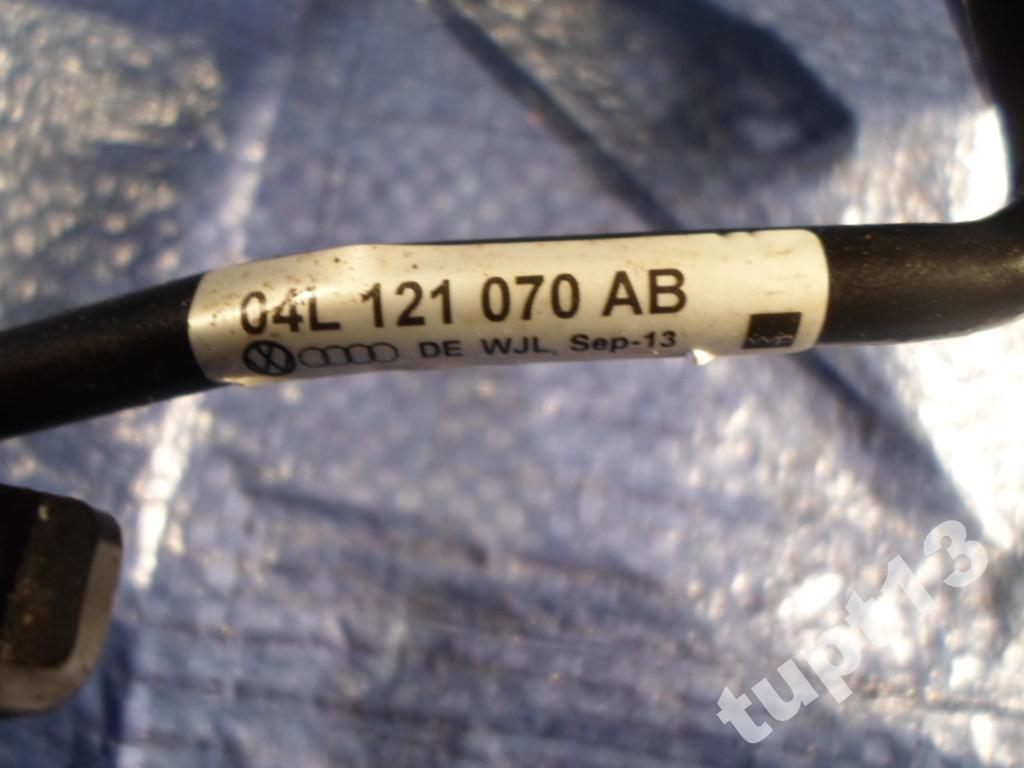 04L 121 070 AB
DE WJL, Sep-13
tupt13